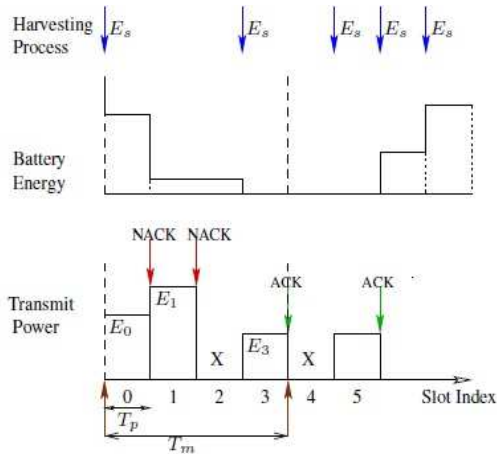 Harvesting
Process
E_s E_s E_s E_s E_s
Battery
Energy
NACK NACK
ACK ACK
Transmit
Power
E_0 E_1 X E_3 X
0 1 2 3 4 5 Slot Index
T_p
T_m